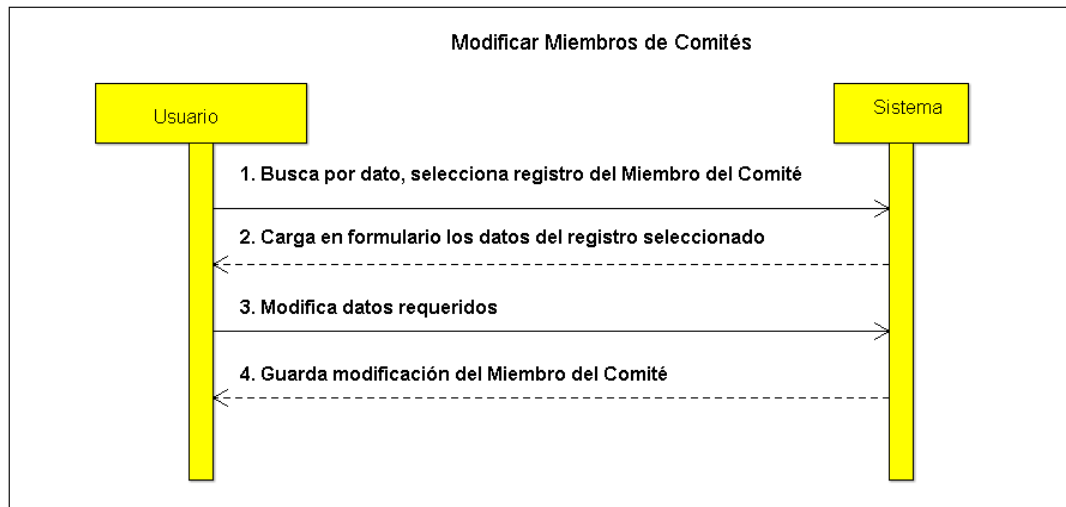 Modificar Miembros de Comités
Usuario
Sistema
1. Busca por dato, selecciona registro del Miembro del Comité
2. Carga en formulario los datos del registro seleccionado
3. Modifica datos requeridos
4. Guarda modificación del Miembro del Comité